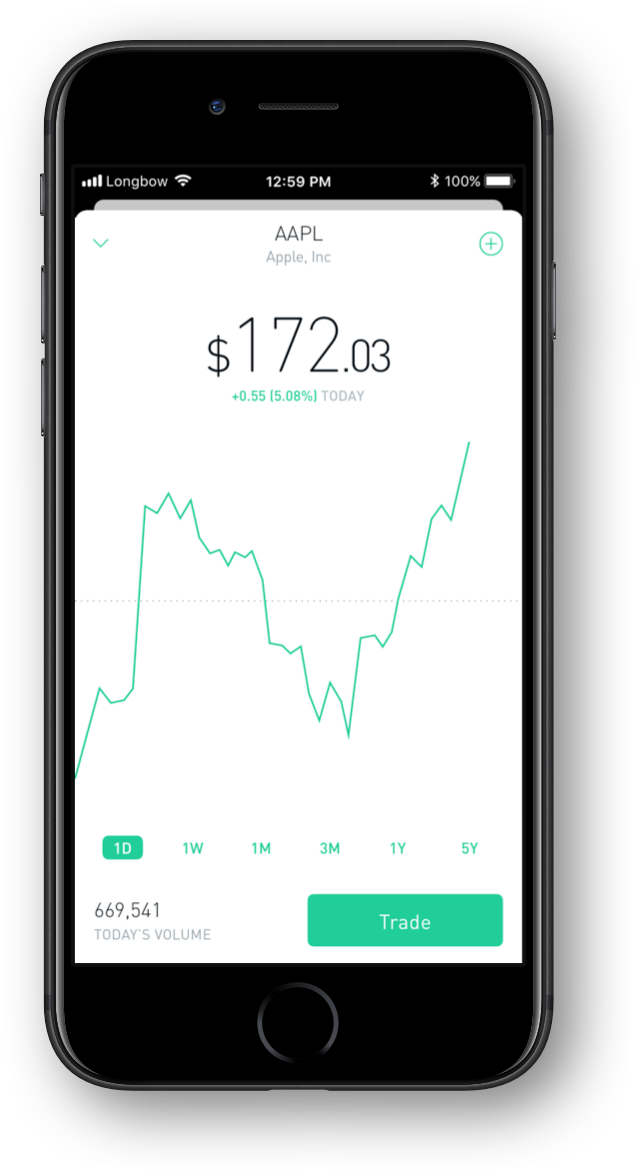 Longbow 12:59 PM 100%
AAPL
Apple, Inc
$172.03
+0.55 (5.08%) TODAY
1D 1W 1M 3M 1Y 5Y
669,541
TODAY'S VOLUME
Trade